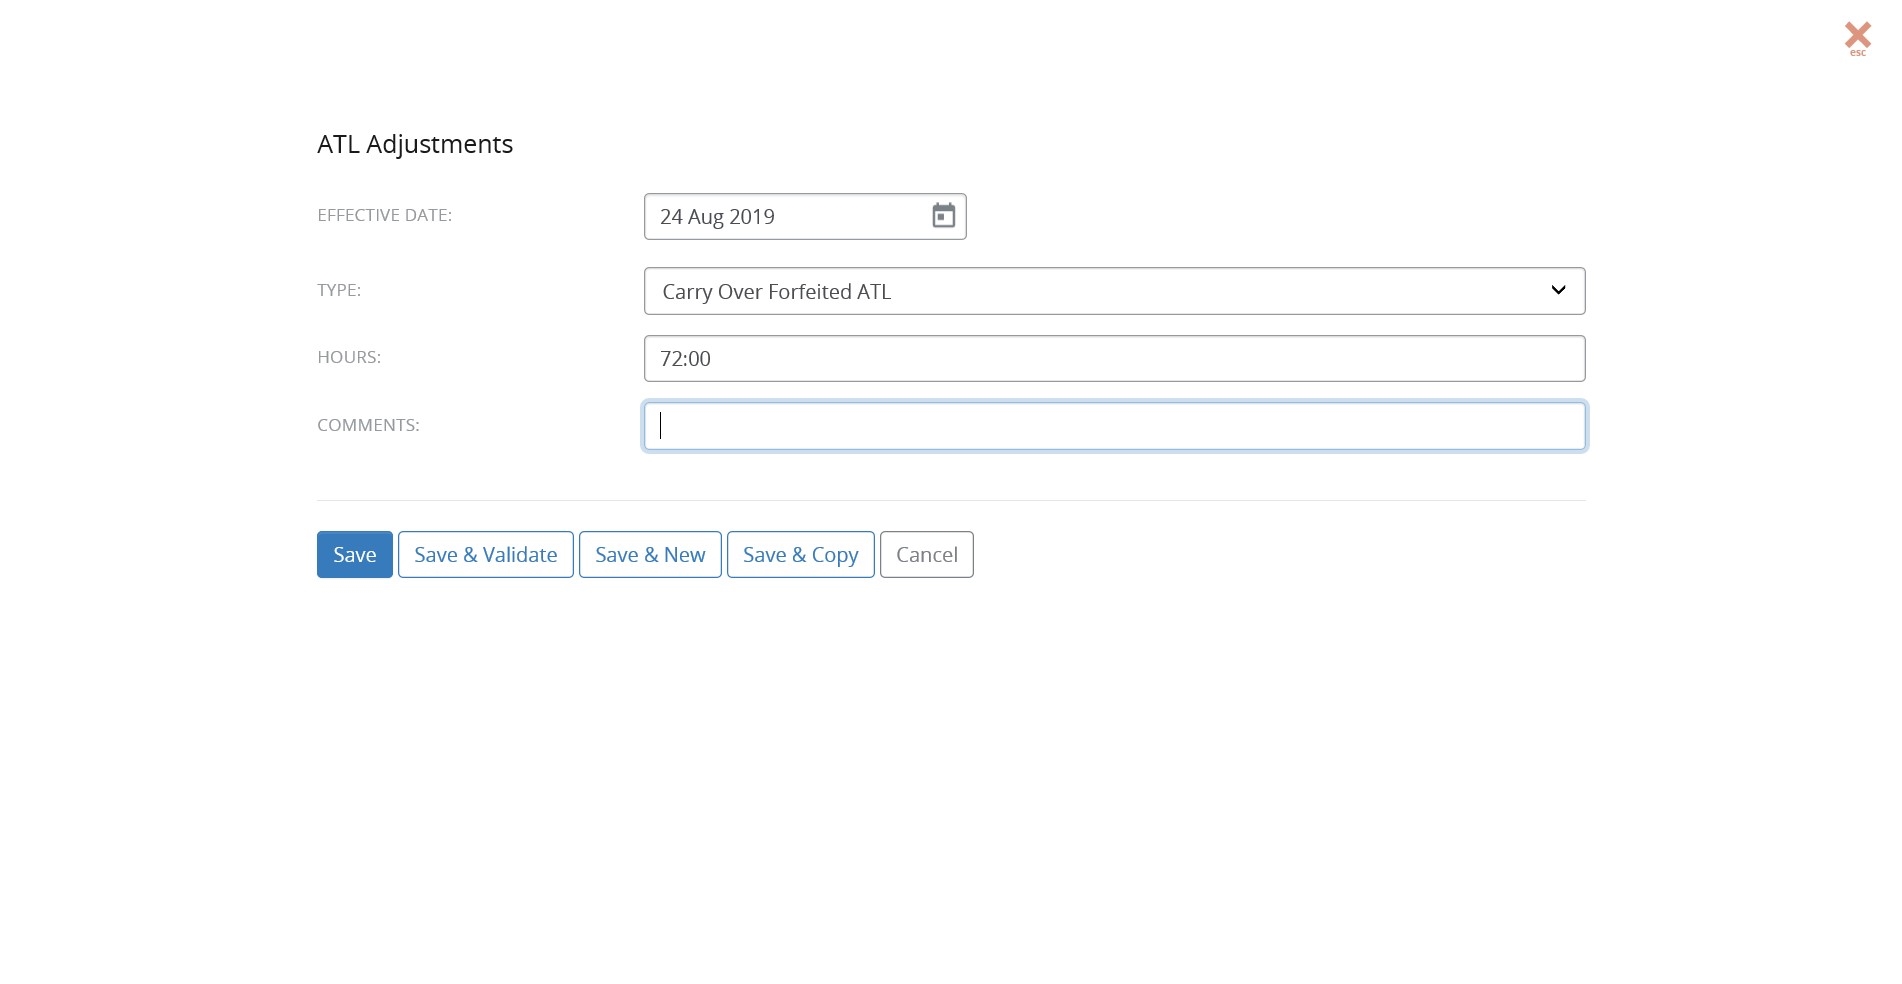 esc
ATL Adjustments
EFFECTIVE DATE: 24 Aug 2019
TYPE: Carry Over Forfeited ATL
HOURS: 72:00
COMMENTS:
Save Save & Validate Save & New Save & Copy Cancel